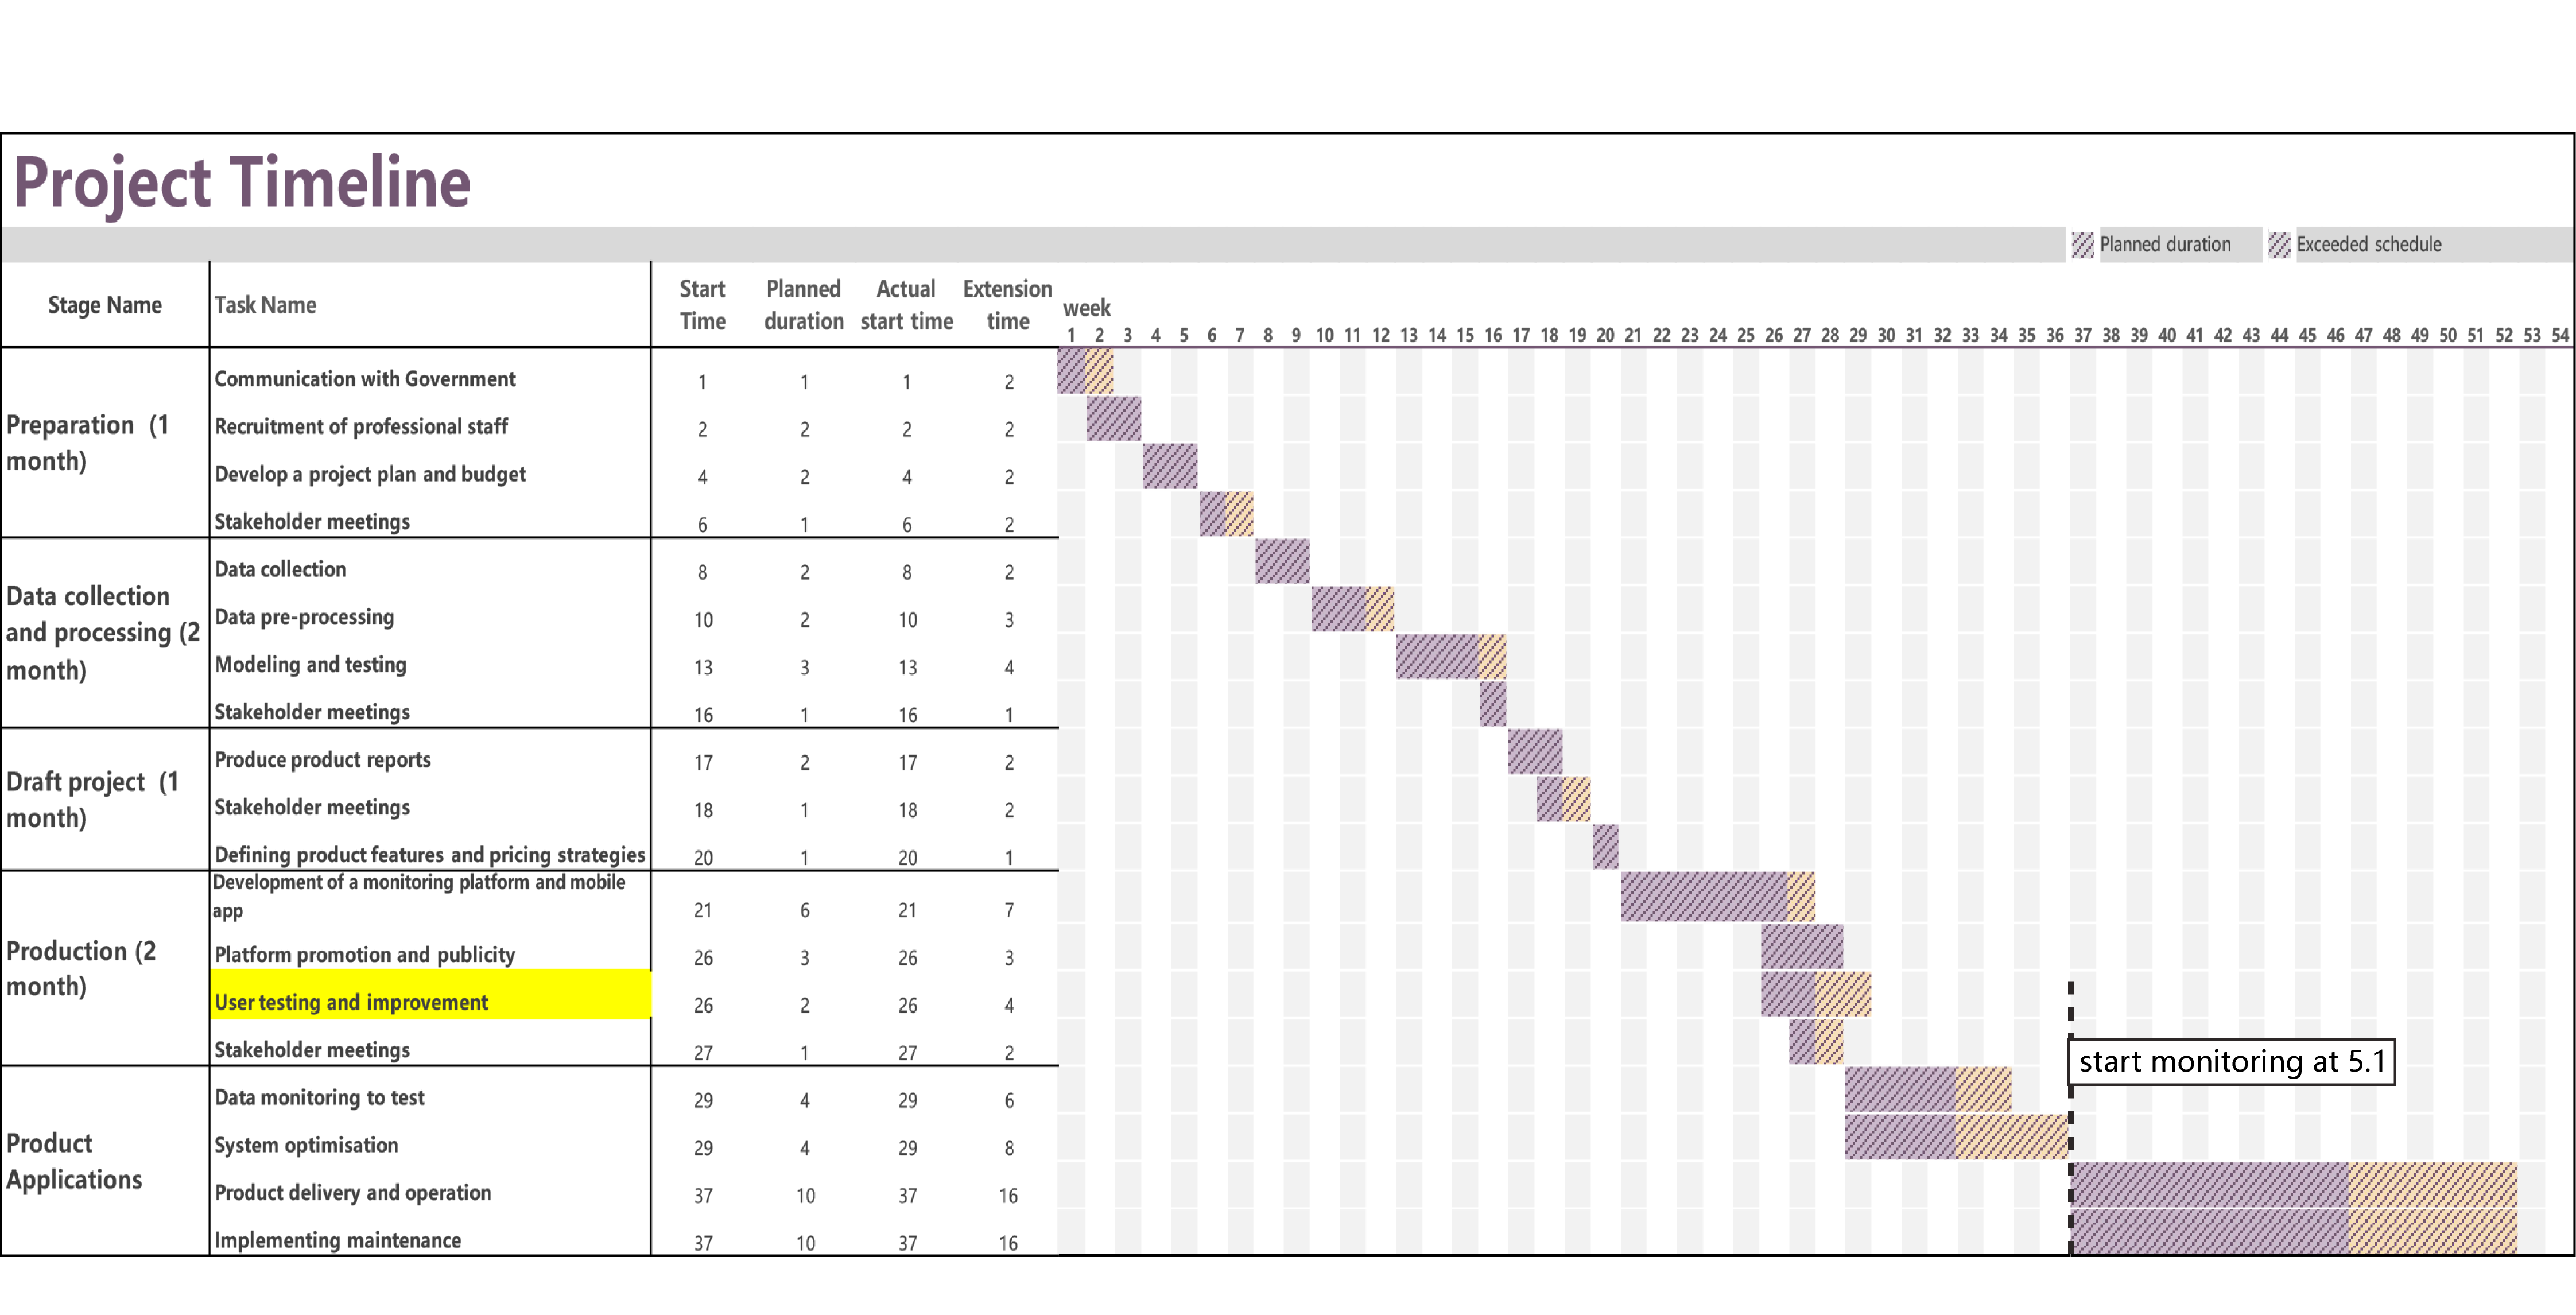 Project Timeline
Planned duration
Exceeded schedule
Stage Name Task Name Start Time Planned duration Actual start time Extension time week
1 2 3 4 5 6 7 8 9 10 11 12 13 14 15 16 17 18 19 20 21 22 23 24 25 26 27 28 29 30 31 32 33 34 35 36 37 38 39 40 41 42 43 44 45 46 47 48 49 50 51 52 53 54
Preparation (1
month)
Communication with Government 1 1 1 2
Recruitment of professional staff 2 2 2 2
Develop a project plan and budget 4 2 4 2
Stakeholder meetings 6 1 6 2
Data collection
and processing (2
month)
Data collection 8 2 8 2
Data pre-processing 10 2 10 3
Modeling and testing 13 3 13 4
Stakeholder meetings 16 1 16 1
Draft project (1
month)
Produce product reports 17 2 17 2
Stakeholder meetings 18 1 18 2
Defining product features and pricing strategies 20 1 20 1
Production (2
month)
Development of a monitoring platform and mobile
app 21 6 21 7
Platform promotion and publicity 26 3 26 3
User testing and improvement 26 2 26 4
Stakeholder meetings 27 1 27 2
start monitoring at 5.1
Product
Applications
Data monitoring to test 29 4 29 6
System optimisation 29 4 29 8
Product delivery and operation 37 10 37 16
Implementing maintenance 37 10 37 16